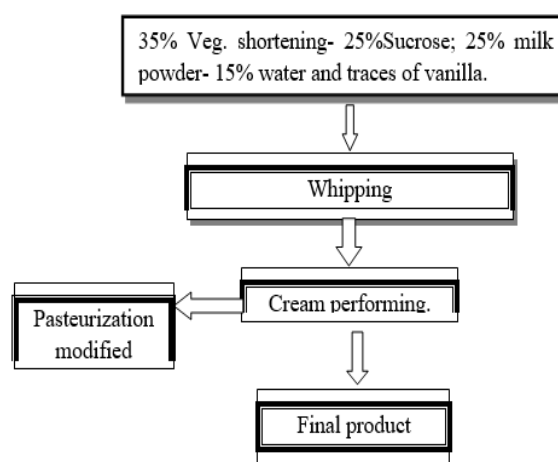 35% Veg. shortening- 25%Sucrose; 25% milk
powder- 15% water and traces of vanilla.
Whipping
Cream performing.
Pasteurization
modified
Final product